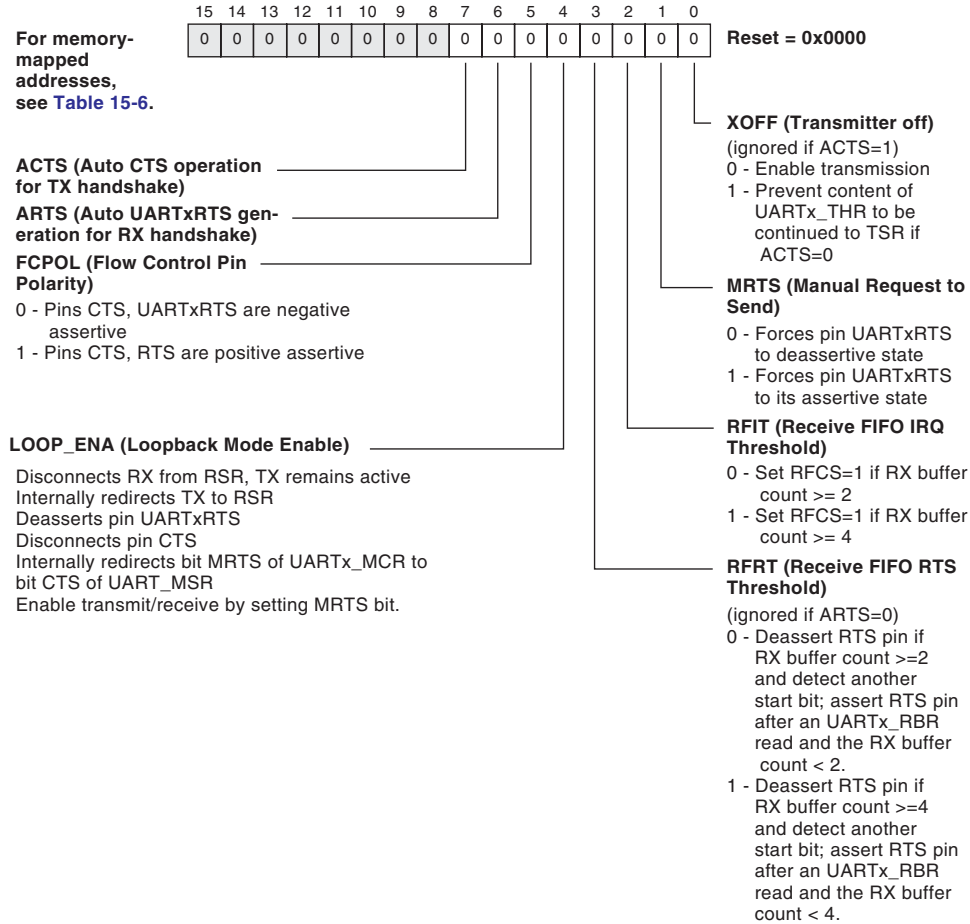 15 14 13 12 11 10 9 8 7 6 5 4 3 2 1 0
0 0 0 0 0 0 0 0 0 0 0 0 0 0 0 0
Reset = 0x0000
For memory-
mapped
addresses,
see Table 15-6.
ACTS (Auto CTS operation
for TX handshake)
ARTS (Auto UARTxRTS gen-
eration for RX handshake)
FCPOL (Flow Control Pin
Polarity)
0 - Pins CTS, UARTxRTS are negative
assertive
1 - Pins CTS, RTS are positive assertive
LOOP_ENA (Loopback Mode Enable)
Disconnects RX from RSR, TX remains active
Internally redirects TX to RSR
Deasserts pin UARTxRTS
Disconnects pin CTS
Internally redirects bit MRTS of UARTx_MCR to
bit CTS of UART_MSR
Enable transmit/receive by setting MRTS bit.
XOFF (Transmitter off)
(ignored if ACTS=1)
0 - Enable transmission
1 - Prevent content of
UARTx_THR to be
continued to TSR if
ACTS=0
MRTS (Manual Request to
Send)
0 - Forces pin UARTxRTS
to deassertive state
1 - Forces pin UARTxRTS
to its assertive state
RFIT (Receive FIFO IRQ
Threshold)
0 - Set RFCS=1 if RX buffer
count >= 2
1 - Set RFCS=1 if RX buffer
count >= 4
RFRT (Receive FIFO RTS
Threshold)
(ignored if ARTS=0)
0 - Deassert RTS pin if
RX buffer count >=2
and detect another
start bit; assert RTS pin
after an UARTx_RBR
read and the RX buffer
count < 2.
1 - Deassert RTS pin if
RX buffer count >=4
and detect another
start bit; assert RTS pin
after an UARTx_RBR
read and the RX buffer
count < 4.